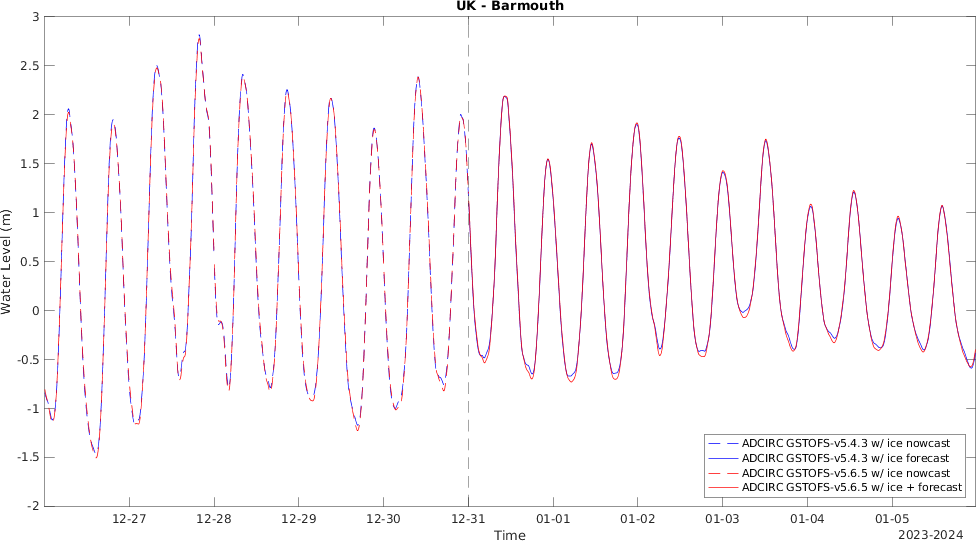 UK - Barmouth
3
2.5
2
1.5
1
0.5
0
-0.5
-1
-1.5
-2
Water Level (m)
ADCIRC GSTOFS-v5.4.3 w/ ice nowcast
ADCIRC GSTOFS-v5.4.3 w/ ice forecast
ADCIRC GSTOFS-v5.6.5 w/ ice nowcast
ADCIRC GSTOFS-v5.6.5 w/ ice + forecast
12-27 12-28 12-29 12-30 12-31 01-01 01-02 01-03 01-04 01-05
Time
2023-2024